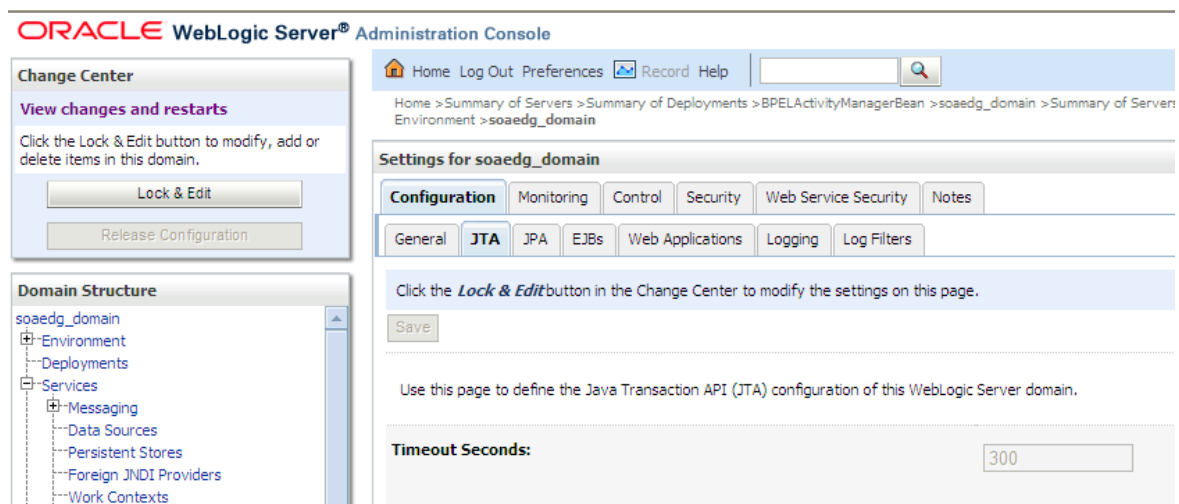 ORACLE WebLogic Server® Administration Console
Change Center
View changes and restarts
Click the Lock & Edit button to modify, add or
delete items in this domain.
Lock & Edit
Release Configuration
Domain Structure
soaedg_domain
Environment
Deployments
Services
Messaging
Data Sources
Persistent Stores
Foreign JNDI Providers
Work Contexts
Home Log Out Preferences Record Help
Home >Summary of Servers >Summary of Deployments >BPELActivityManagerBean >soaedg_domain >Summary of Servers
Environment >soaedg_domain
Settings for soaedg_domain
Configuration Monitoring Control Security Web Service Security Notes
General JTA JPA EJBs Web Applications Logging Log Filters
Click the Lock & Edit button in the Change Center to modify the settings on this page.
Save
Use this page to define the Java Transaction API (JTA) configuration of this WebLogic Server domain.
Timeout Seconds: 300